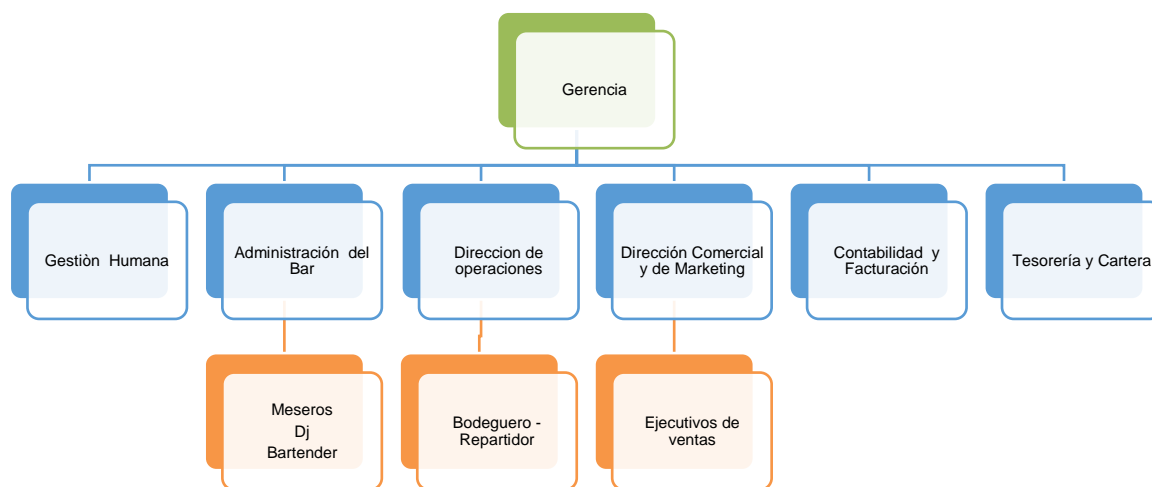 Gerencia
Gestiòn Humana
Administración del
Bar
Direccion de
operaciones
Dirección Comercial
y de Marketing
Contabilidad y
Facturación
Tesorería y Cartera
Meseros
Dj
Bartender
Bodeguero -
Repartidor
Ejecutivos de
ventas